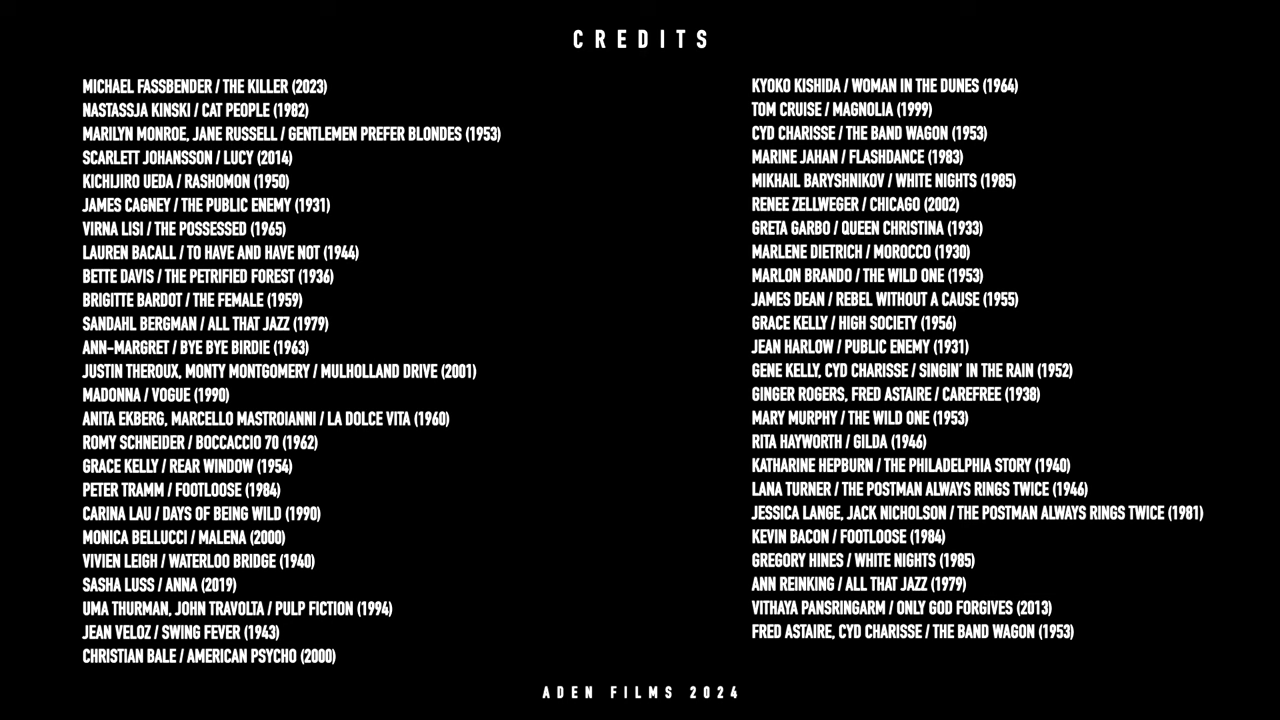 CREDITS
MICHAEL FASSBENDER / THE KILLER (2023)
NASTASSJA KINSKI / CAT PEOPLE (1982)
MARILYN MONROE, JANE RUSSELL / GENTLEMEN PREFER BLONDES (1953)
SCARLETT JOHANSSON / LUCY (2014)
KICHIJIRO UEDA / RASHOMON (1950)
JAMES CAGNEY / THE PUBLIC ENEMY (1931)
VIRNA LISI / THE POSSESSED (1965)
LAUREN BACALL / TO HAVE AND HAVE NOT (1944)
BETTE DAVIS / THE PETRIFIED FOREST (1936)
BRIGITTE BARDOT / THE FEMALE (1959)
SANDAHL BERGMAN / ALL THAT JAZZ (1979)
ANN-MARGRET / BYE BYE BIRDIE (1963)
JUSTIN THEROUX, MONTY MONTGOMERY / MULHOLLAND DRIVE (2001)
MADONNA / VOGUE (1990)
ANITA EKBERG, MARCELLO MASTROIANNI / LA DOLCE VITA (1960)
ROMY SCHNEIDER / BOCCACCIO 70 (1962)
GRACE KELLY / REAR WINDOW (1954)
PETER TRAMM / FOOTLOOSE (1984)
CARINA LAU / DAYS OF BEING WILD (1990)
MONICA BELLUCCI / MALENA (2000)
VIVIEN LEIGH / WATERLOO BRIDGE (1940)
SASHA LUSS / ANNA (2019)
UMA THURMAN, JOHN TRAVOLTA / PULP FICTION (1994)
JEAN VELOZ / SWING FEVER (1943)
CHRISTIAN BALE / AMERICAN PSYCHO (2000)
KYOKO KISHIDA / WOMAN IN THE DUNES (1964)
TOM CRUISE / MAGNOLIA (1999)
CYD CHARISSE / THE BAND WAGON (1953)
MARINE JAHAN / FLASHDANCE (1983)
MIKHAIL BARYSHNIKOV / WHITE NIGHTS (1985)
RENEE ZELLWEGER / CHICAGO (2002)
GRETA GARBO / QUEEN CHRISTINA (1933)
MARLENE DIETRICH / MOROCCO (1930)
MARLON BRANDO / THE WILD ONE (1953)
JAMES DEAN / REBEL WITHOUT A CAUSE (1955)
GRACE KELLY / HIGH SOCIETY (1956)
JEAN HARLOW / PUBLIC ENEMY (1931)
GENE KELLY, CYD CHARISSE / SINGIN' IN THE RAIN (1952)
GINGER ROGERS, FRED ASTAIRE / CAREFREE (1938)
MARY MURPHY / THE WILD ONE (1953)
RITA HAYWORTH / GILDA (1946)
KATHARINE HEPBURN / THE PHILADELPHIA STORY (1940)
LANA TURNER / THE POSTMAN ALWAYS RINGS TWICE (1946)
JESSICA LANGE, JACK NICHOLSON / THE POSTMAN ALWAYS RINGS TWICE (1981)
KEVIN BACON / FOOTLOOSE (1984)
GREGORY HINES / WHITE NIGHTS (1985)
ANN REINKING / ALL THAT JAZZ (1979)
VITHAYA PANSRINGARM / ONLY GOD FORGIVES (2013)
FRED ASTAIRE, CYD CHARISSE / THE BAND WAGON (1953)
ADEN FILMS 2024